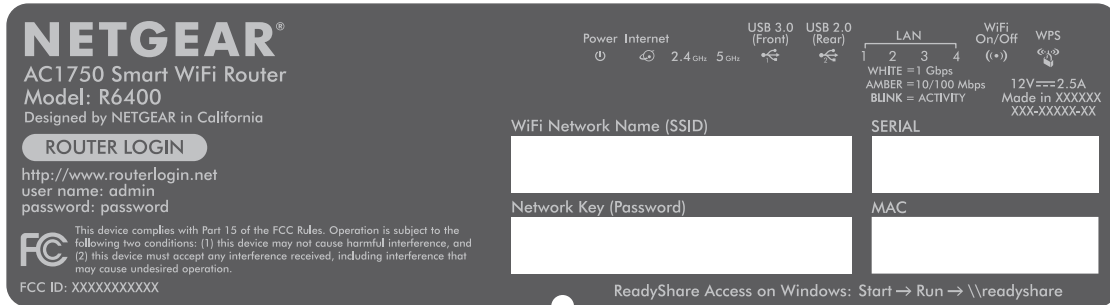 NETGEAR®
AC1750 Smart WiFi Router
Model: R6400
Designed by NETGEAR in California
ROUTER LOGIN
http://www.routerlogin.net
user name: admin
password: password
FC
This device complies with Part 15 of the FCC Rules. Operation is subject to the
following two conditions: (1) this device may not cause harmful interference, and
(2) this device must accept any interference received, including interference that
may cause undesired operation.
FCC ID: XXXXXXXXXXX
Power Internet
2.4 GHz 5 GHz
USB 3.0
(Front)
USB 2.0
(Rear)
LAN
1 2 3 4
WiFi
On/Off
WPS
WHITE = 1 Gbps
AMBER = 10/100 Mbps
BLINK = ACTIVITY
12V⎓2.5A
Made in XXXXXX
XXX-XXXXX-XX
WiFi Network Name (SSID)
SERIAL
Network Key (Password)
MAC
ReadyShare Access on Windows: Start → Run → \\readyshare